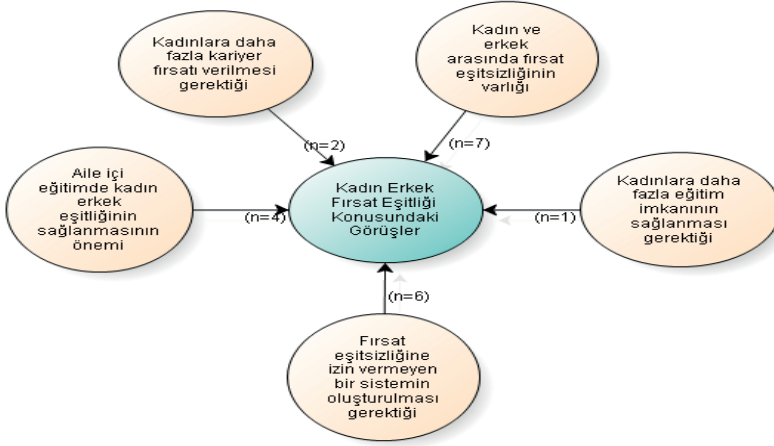 Kadınlara daha
fazla kariyer
fırsatı verilmesi
gerektiği
Kadın ve
erkek
arasında fırsat
eşitsizliğinin
varlığı
(n=2)
(n=7)
Aile içi
eğitimde kadın
erkek
eşitliğinin
sağlanmasının
önemi
(n=4)
Kadın Erkek
Fırsat Eşitliği
Konusundaki
Görüşler
(n=1)
Kadınlara daha
fazla eğitim
imkanının
sağlanması
gerektiği
(n=6)
Fırsat
eşitsizliğine
izin vermeyen
bir sistemin
oluşturulması
gerektiği